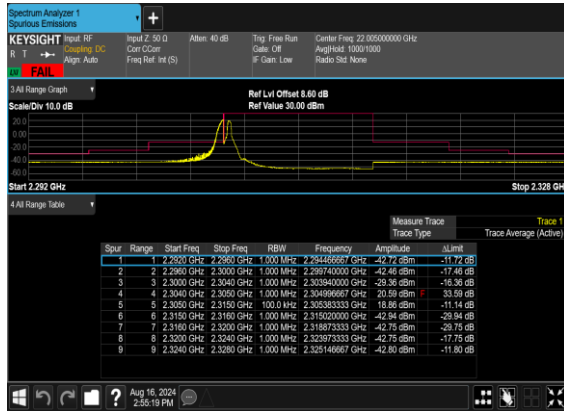 Spectrum Analyzer 1
Spurious Emissions
KEYSIGHT Input: RF Input Z: 50 Ω Atten: 40 dB Trig: Free Run Center Freq: 22.005000000 GHz
R T Coupling: DC Corr CCorr Gate: Off Avg|Hold: 1000/1000
Align: Auto Freq Ref: Int (S) IF Gain: Low Radio Std: None
FAIL
3 All Range Graph Ref Lvl Offset 8.60 dB
Scale/Div 10.0 dB Ref Value 30.00 dBm
20.0
0.00
-20.0
-40.0
-60.0
Start 2.292 GHz Stop 2.328 GH
4 All Range Table
Measure Trace Trace 1
Trace Type Trace Average (Active)
Spur Range Start Freq Stop Freq RBW Frequency Amplitude ΔLimit
1 1 2.2920 GHz 2.2960 GHz 1.000 MHz 2.294466667 GHz -42.72 dBm -11.72 dB
2 2 2.2960 GHz 2.3000 GHz 1.000 MHz 2.299740000 GHz -42.46 dBm -17.46 dB
3 3 2.3000 GHz 2.3040 GHz 1.000 MHz 2.303940000 GHz -29.36 dBm -16.36 dB
4 4 2.3040 GHz 2.3050 GHz 1.000 MHz 2.304996667 GHz 20.59 dBm F 33.59 dB
5 5 2.3050 GHz 2.3150 GHz 100.0 kHz 2.305383333 GHz 18.86 dBm -11.14 dB
6 6 2.3150 GHz 2.3160 GHz 1.000 MHz 2.315020000 GHz -42.94 dBm -29.94 dB
7 7 2.3160 GHz 2.3200 GHz 1.000 MHz 2.318873333 GHz -42.75 dBm -29.75 dB
8 8 2.3200 GHz 2.3240 GHz 1.000 MHz 2.323973333 GHz -42.75 dBm -17.75 dB
9 9 2.3240 GHz 2.3280 GHz 1.000 MHz 2.325146667 GHz -42.80 dBm -11.80 dB
Aug 16, 2024
2:55:19 PM